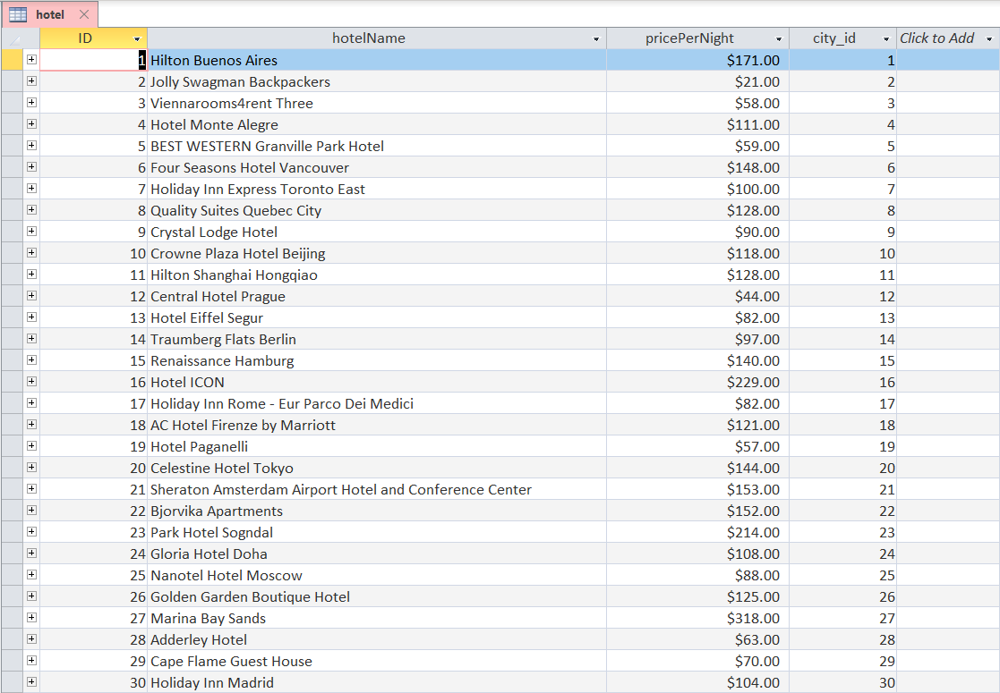 hotel
ID hotelName pricePerNight city_id Click to Add
1 Hilton Buenos Aires $171.00 1
2 Jolly Swagman Backpackers $21.00 2
3 Viennarooms4rent Three $58.00 3
4 Hotel Monte Alegre $111.00 4
5 BEST WESTERN Granville Park Hotel $59.00 5
6 Four Seasons Hotel Vancouver $148.00 6
7 Holiday Inn Express Toronto East $100.00 7
8 Quality Suites Quebec City $128.00 8
9 Crystal Lodge Hotel $90.00 9
10 Crowne Plaza Hotel Beijing $118.00 10
11 Hilton Shanghai Hongqiao $128.00 11
12 Central Hotel Prague $44.00 12
13 Hotel Eiffel Segur $82.00 13
14 Traumberg Flats Berlin $97.00 14
15 Renaissance Hamburg $140.00 15
16 Hotel ICON $229.00 16
17 Holiday Inn Rome - Eur Parco Dei Medici $82.00 17
18 AC Hotel Firenze by Marriott $121.00 18
19 Hotel Paganelli $57.00 19
20 Celestine Hotel Tokyo $144.00 20
21 Sheraton Amsterdam Airport Hotel and Conference Center $153.00 21
22 Bjorvika Apartments $152.00 22
23 Park Hotel Sogndal $214.00 23
24 Gloria Hotel Doha $108.00 24
25 Nanotel Hotel Moscow $88.00 25
26 Golden Garden Boutique Hotel $125.00 26
27 Marina Bay Sands $318.00 27
28 Adderley Hotel $63.00 28
29 Cape Flame Guest House $70.00 29
30 Holiday Inn Madrid $104.00 30